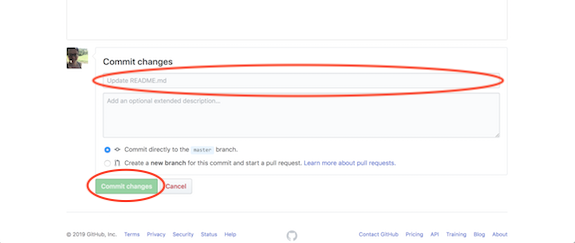 Commit changes
Update README.md
Add an optional extended description...
Commit directly to the master branch.
Create a new branch for this commit and start a pull request. Learn more about pull requests.
Commit changes Cancel
© 2019 GitHub, Inc. Terms Privacy Security Status Help Contact GitHub Pricing API Training Blog About